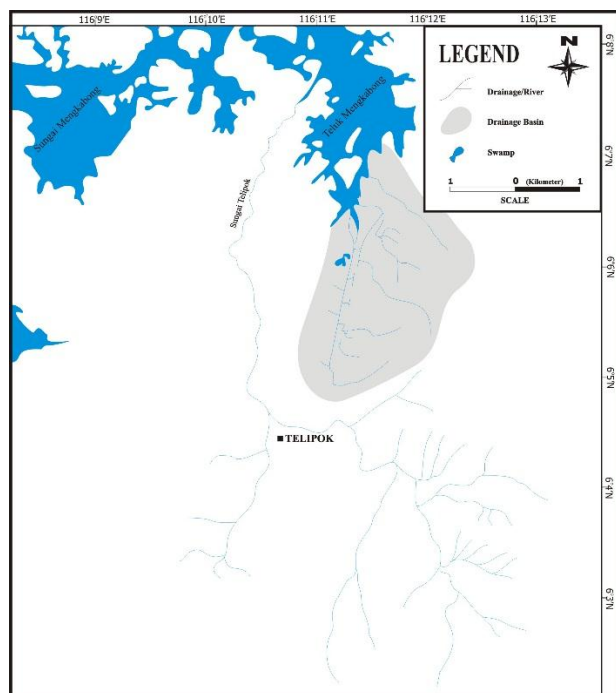 116°9'E 116°10'E 116°11'E 116°12'E 116°13'E
LEGEND
N
Drainage/River
Drainage Basin
Swamp
1 0 (Kilometer) 1
SCALE
Sungai Mengkabong
Teluk Mengkabong
Sungai Telipok
TELIPOK
6°8'N
6°7'N
6°6'N
6°5'N
6°4'N
6°3'N